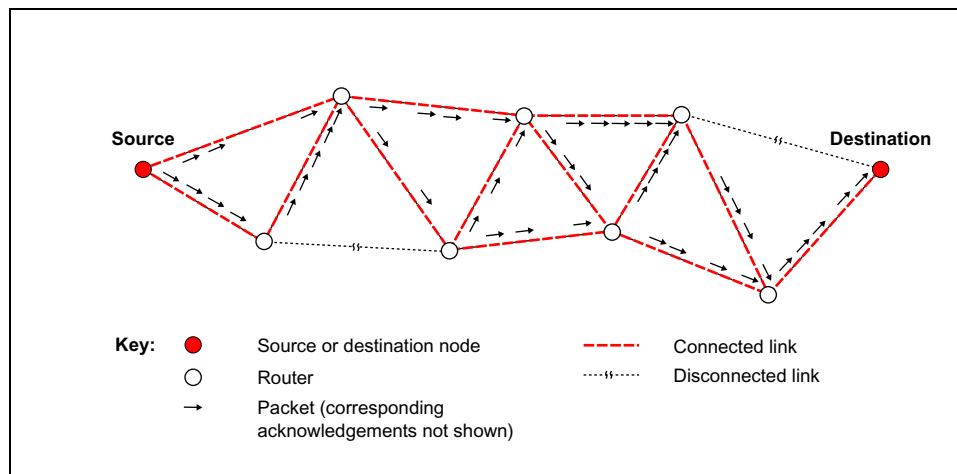 Source
Destination
Key:
Source or destination node
Connected link
Router
Disconnected link
Packet (corresponding
acknowledgements not shown)